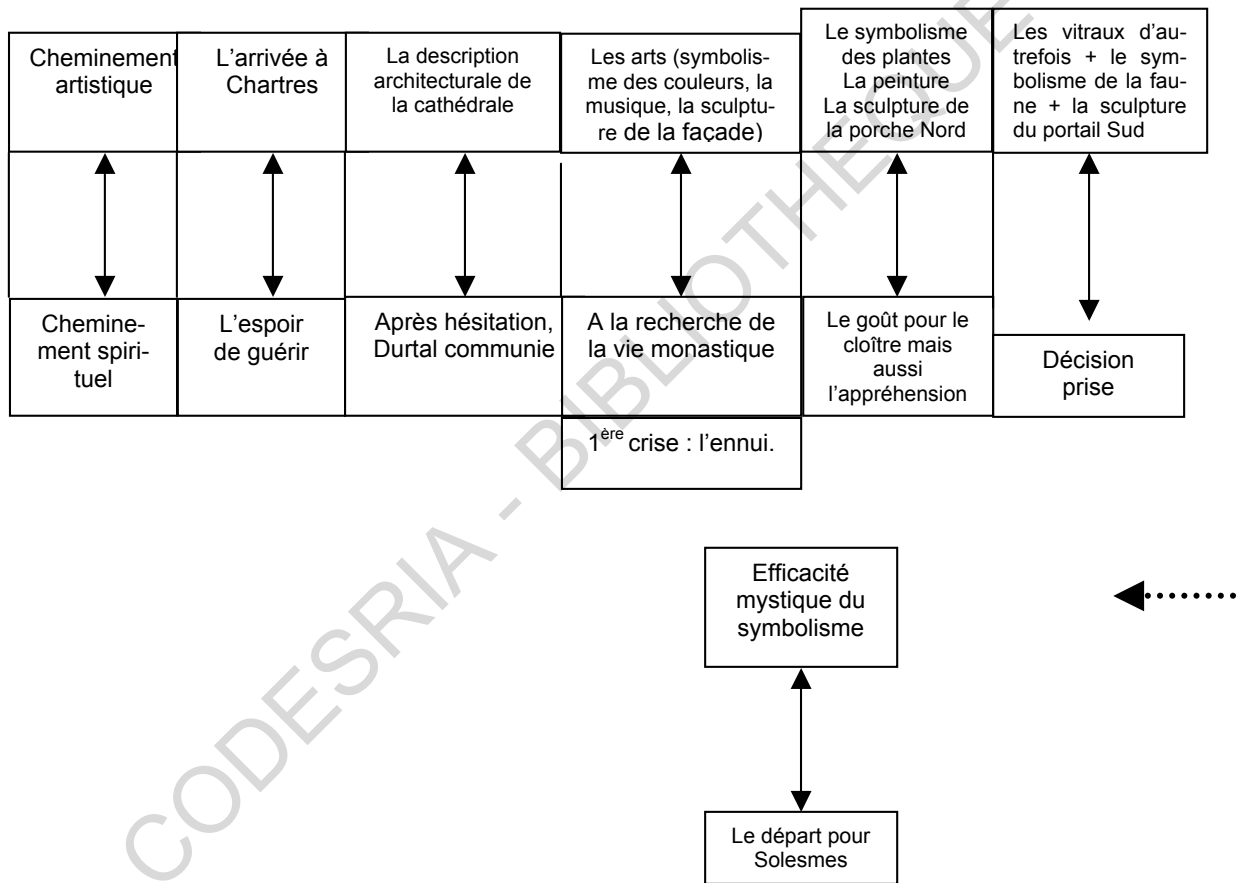 Cheminement
artistique
L'arrivée à
Chartres
La description
architecturale de
la cathédrale
Les arts (symbolis-
me des couleurs, la
musique, la sculptu-
re de la façade)
Le symbolisme
des plantes
La peinture
La sculpture de
la porche Nord
Les vitraux d'au-
trefois + le sym-
bolisme de la fau-
ne + la sculpture
du portail Sud
Chemine-
ment spiri-
tuel
L'espoir
de guérir
Après hésitation,
Durtal communie
A la recherche de
la vie monastique
Le goût pour le
cloître mais
aussi
l'appréhension
Décision
prise
1ère crise : l'ennui.
Efficacité
mystique du
symbolisme
Le départ pour
Solesmes
CODESRIA - BIBLIOTHEQUE